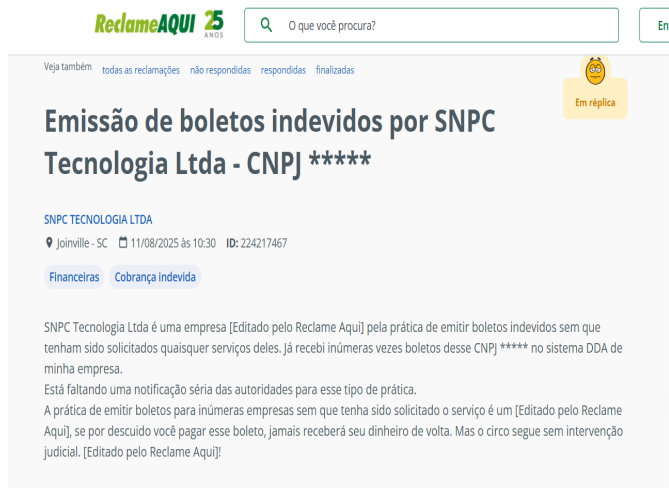 ReclameAQUI 25 ANOS
O que você procura?
En
Veja também todas as reclamações não respondidas respondidas finalizadas
Em réplica
Emissão de boletos indevidos por SNPC
Tecnologia Ltda - CNPJ *****
SNPC TECNOLOGIA LTDA
Joinville - SC 11/08/2025 às 10:30 ID: 224217467
Financeiras Cobrança indevida
SNPC Tecnologia Ltda é uma empresa [Editado pelo Reclame Aqui] pela prática de emitir boletos indevidos sem que
tenham sido solicitados quaisquer serviços deles. Já recebi inúmeras vezes boletos desse CNPJ ***** no sistema DDA de
minha empresa.
Está faltando uma notificação séria das autoridades para esse tipo de prática.
A prática de emitir boletos para inúmeras empresas sem que tenha sido solicitado o serviço é um [Editado pelo Reclame
Aqui], se por descuido você pagar esse boleto, jamais receberá seu dinheiro de volta. Mas o circo segue sem intervenção
judicial. [Editado pelo Reclame Aqui]!